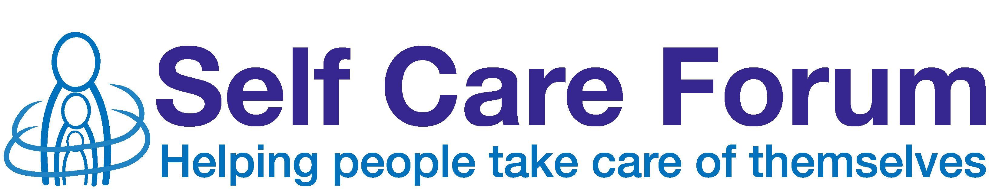 Self Care Forum
Helping people take care of themselves